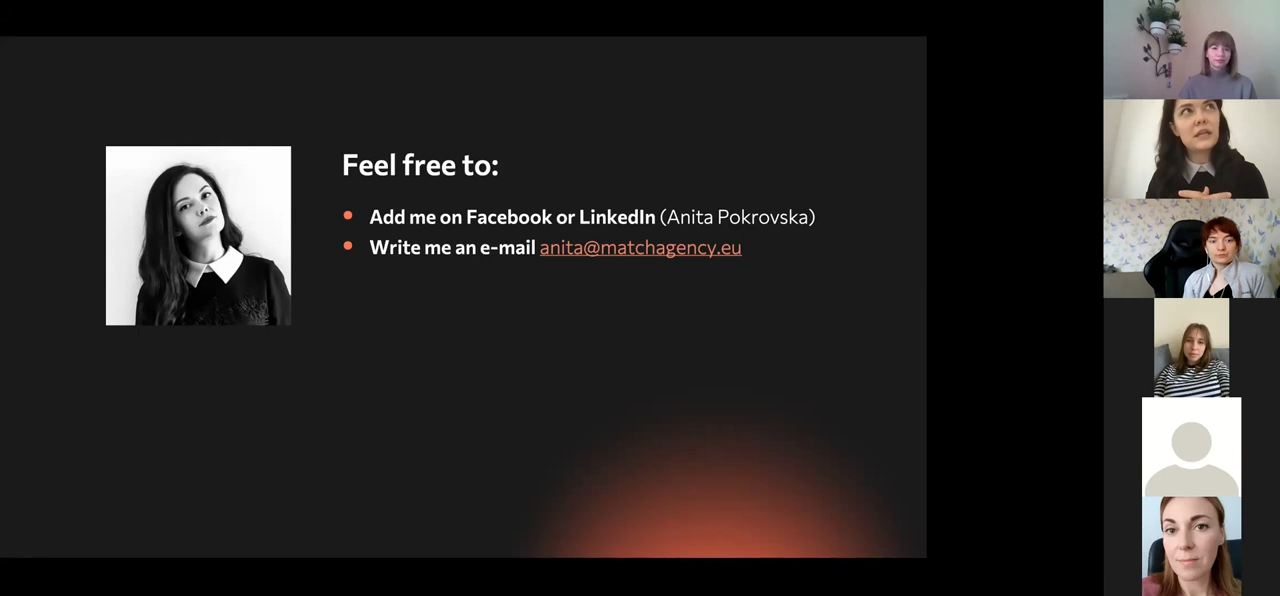 Feel free to:
Add me on Facebook or LinkedIn (Anita Pokrovska)
Write me an e-mail anita@matchagency.eu